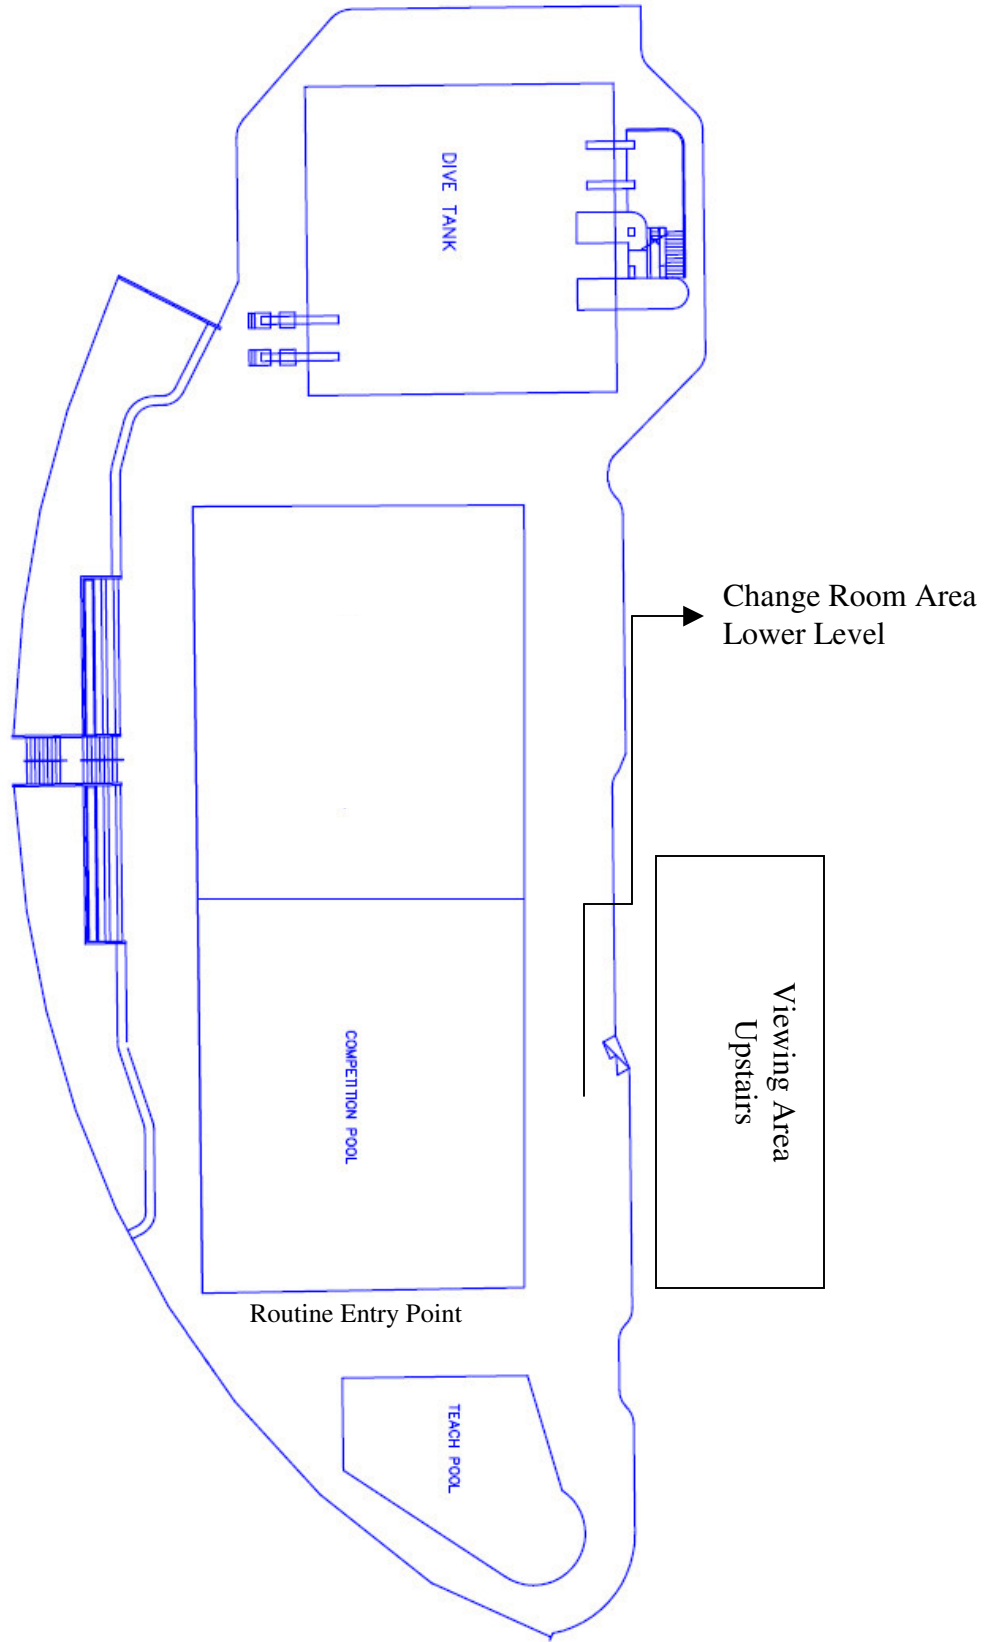 DIVE TANK
Change Room Area
Lower Level
Viewing Area
Upstairs
COMPETITION POOL
Routine Entry Point
TEACH POOL